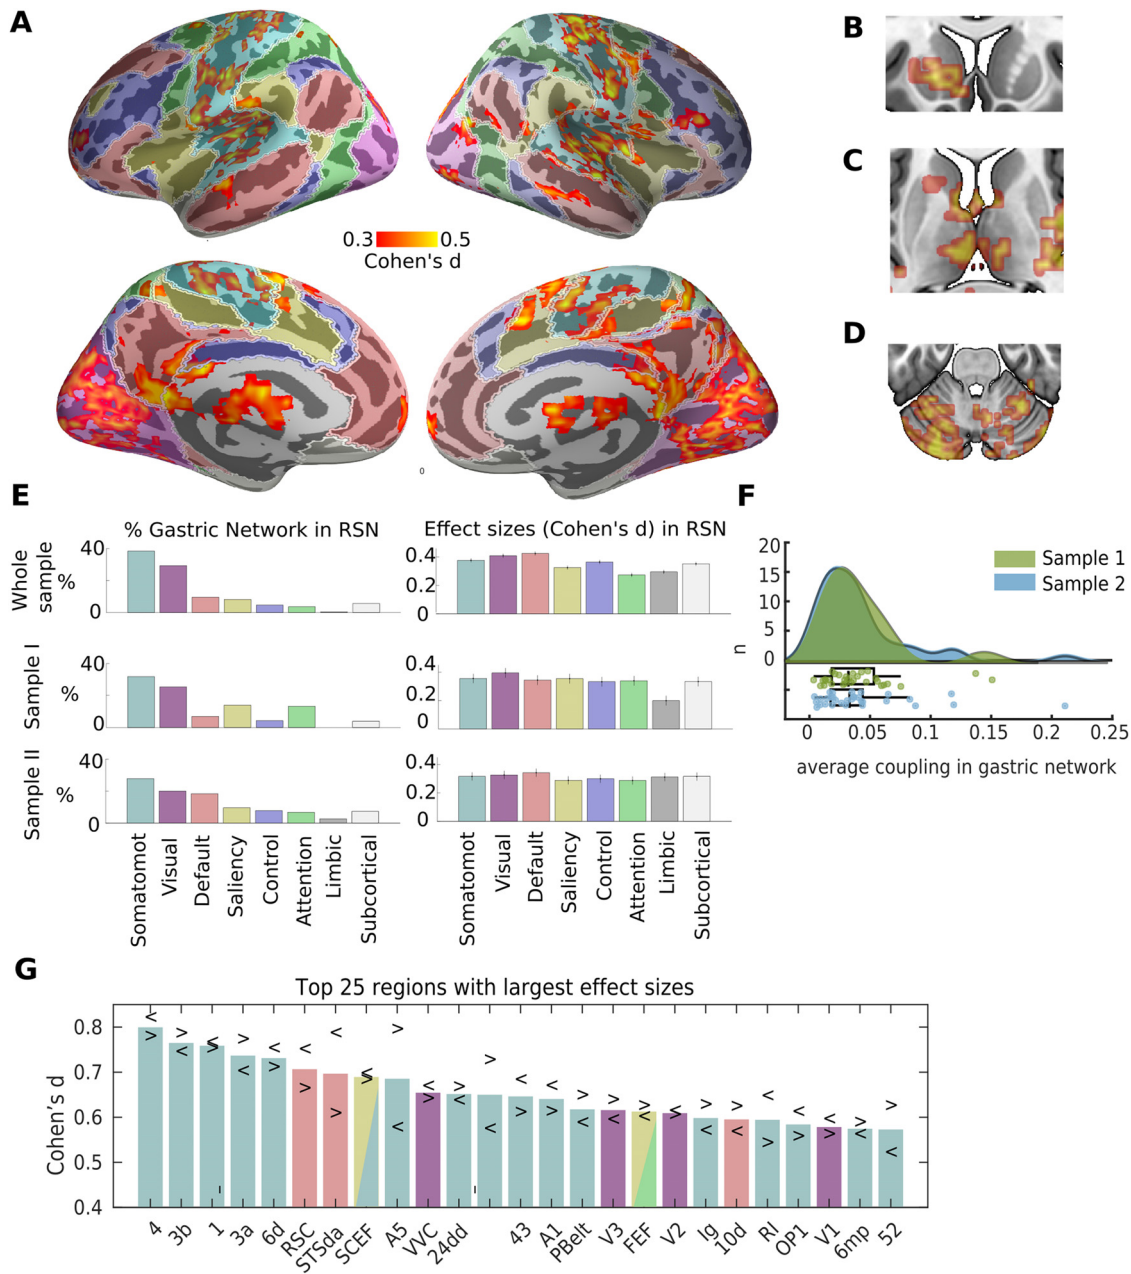 A
B
C
D
0.3 0.5
Cohen's d
0
E
% Gastric Network in RSN
Effect sizes (Cohen's d) in RSN
Whole sample
40
%
0
0.4
0.2
0
Sample I
40
%
0
0.4
0.2
0
Sample II
40
%
0
0.4
0.2
0
Somatomot
Visual
Default
Saliency
Control
Attention
Limbic
Subcortical
Somatomot
Visual
Default
Saliency
Control
Attention
Limbic
Subcortical
F
20
15
10
5
0
n
Sample 1
Sample 2
0 0.05 0.1 0.15 0.2 0.25
average coupling in gastric network
G
Top 25 regions with largest effect sizes
Cohen's d
0.8
0.7
0.6
0.5
0.4
4 3b 1 3a 6d RSC STSda SCEF A5 VVC 24dd 43 A1 PBelt V3 FEF V2 Ig 10d RI OP1 V1 6mp 52